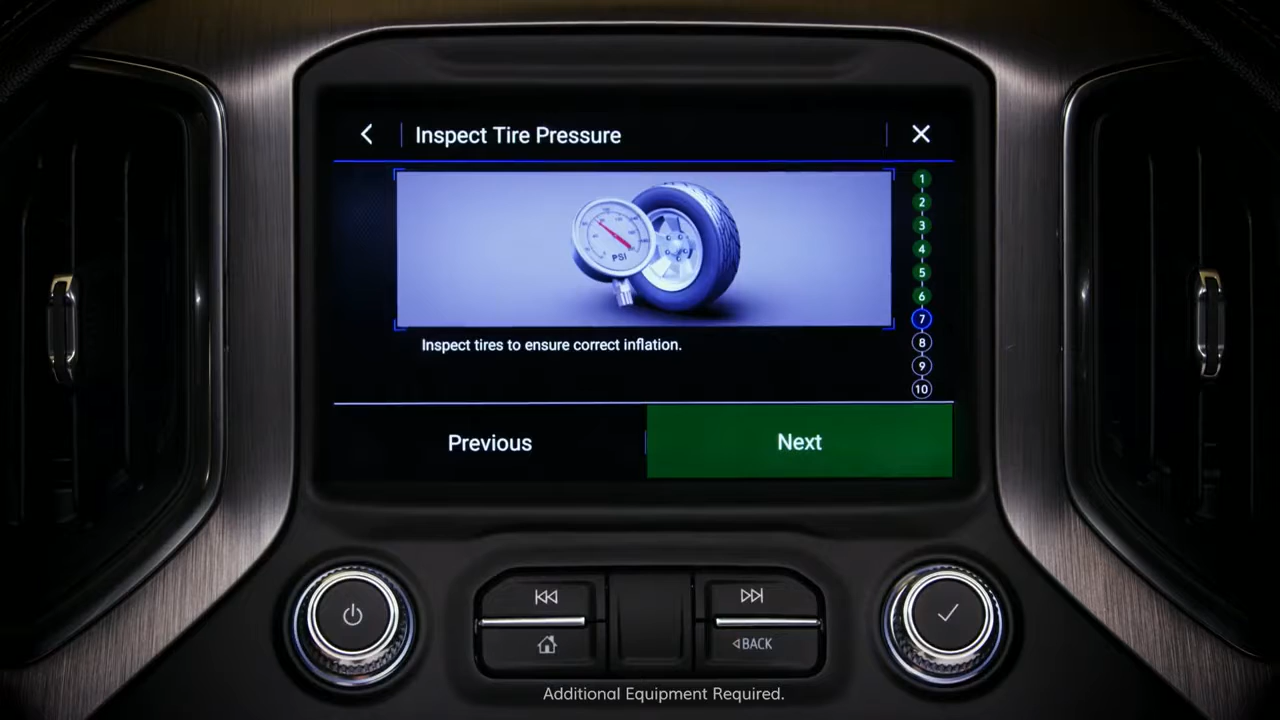 Inspect Tire Pressure
PSI
Inspect tires to ensure correct inflation.
1
2
3
4
5
6
7
8
9
10
Previous
Next
BACK
Additional Equipment Required.